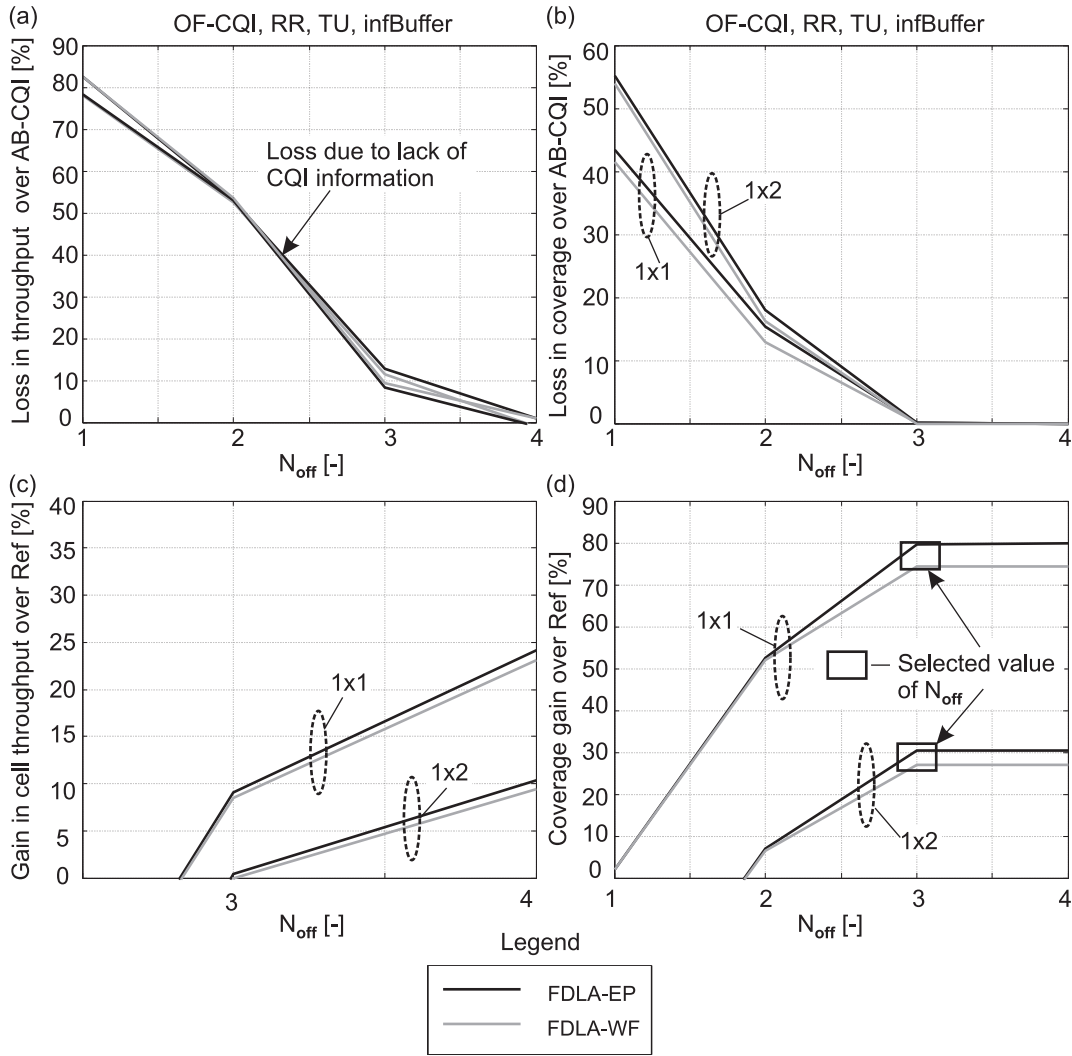 (a)
OF-CQI, RR, TU, infBuffer
Loss in throughput over AB-CQI [%]
90
80
70
60
50
40
30
20
10
0
Loss due to lack of
CQI information
1
2
3
4
N_off [-]
(b)
OF-CQI, RR, TU, infBuffer
Loss in coverage over AB-CQI [%]
60
50
40
30
20
10
0
1x2
1x1
1
2
3
4
N_off [-]
(c)
Gain in cell throughput over Ref [%]
40
35
30
25
20
15
10
5
0
1x1
1x2
3
4
N_off [-]
(d)
Coverage gain over Ref [%]
90
80
70
60
50
40
30
20
10
0
1x1
Selected value
of N_off
1x2
1
2
3
4
N_off [-]
Legend
FDLA-EP
FDLA-WF